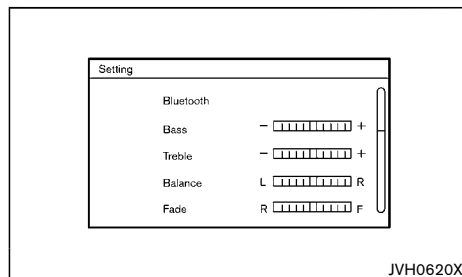 Setting
Bluetooth
Bass − +
Treble − +
Balance L R
Fade R F
JVH0620X